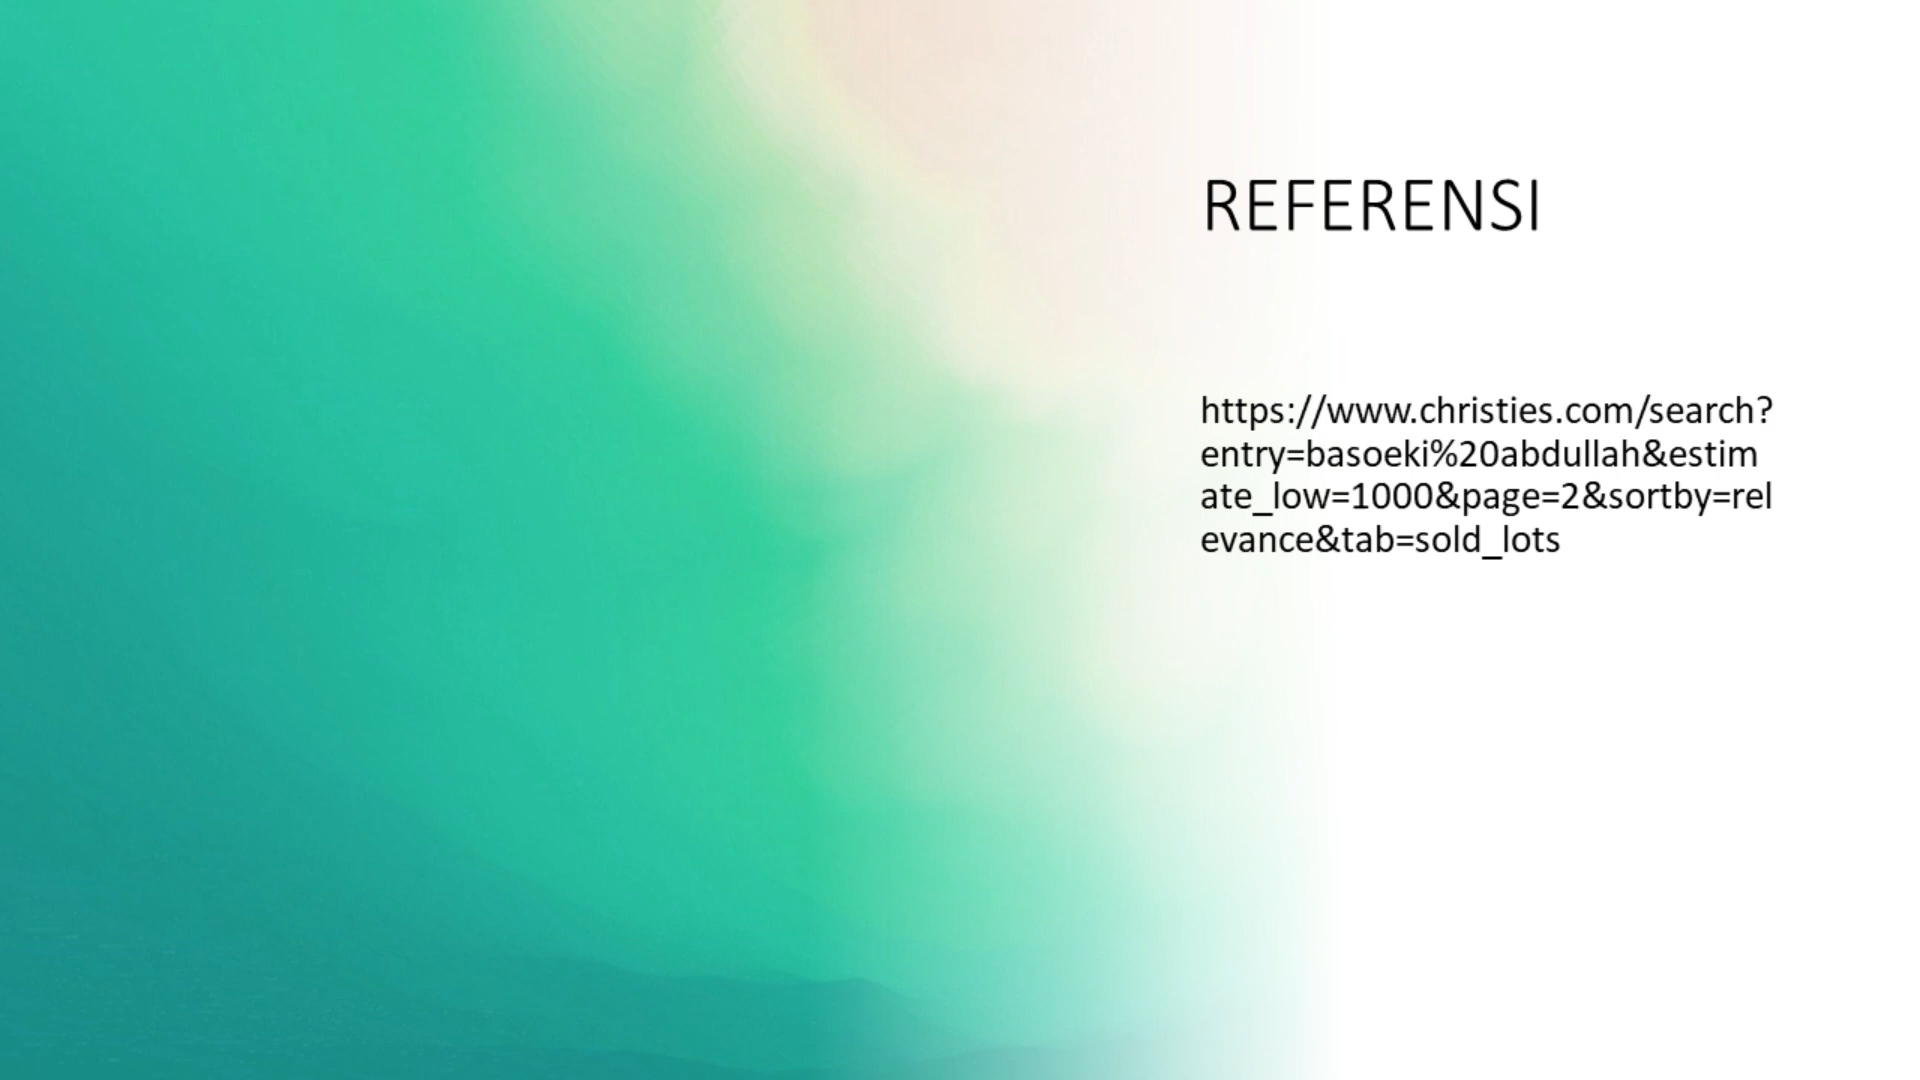 REFERENSI
https://www.christies.com/search?
entry=basoeki%20abdullah&estim
ate_low=1000&page=2&sortby=rel
evance&tab=sold_lots